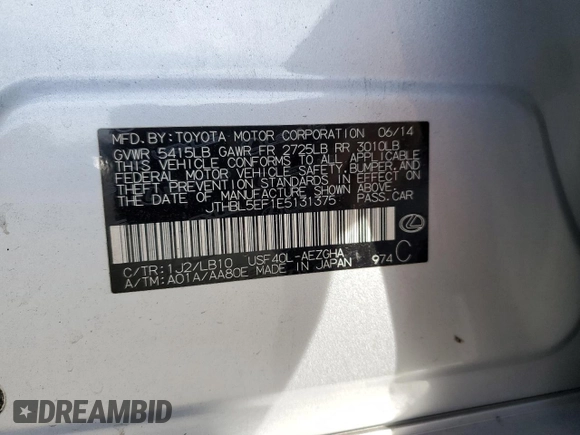 MFD. BY: TOYOTA MOTOR CORPORATION 06/14
GVWR 5415LB GAWR FR 2725LB RR 3010LB
THIS VEHICLE CONFORMS TO ALL APPLICABLE
FEDERAL MOTOR VEHICLE SAFETY, BUMPER, AND
THEFT PREVENTION STANDARDS IN EFFECT ON
THE DATE OF MANUFACTURE SHOWN ABOVE.
JTHBL5EF1E5131375 PASS. CAR
C/TR: 1J2/LB10 USF40L-AEZGHA
A/TM: A01A/AA80E MADE IN JAPAN 974 C
DREAMBID